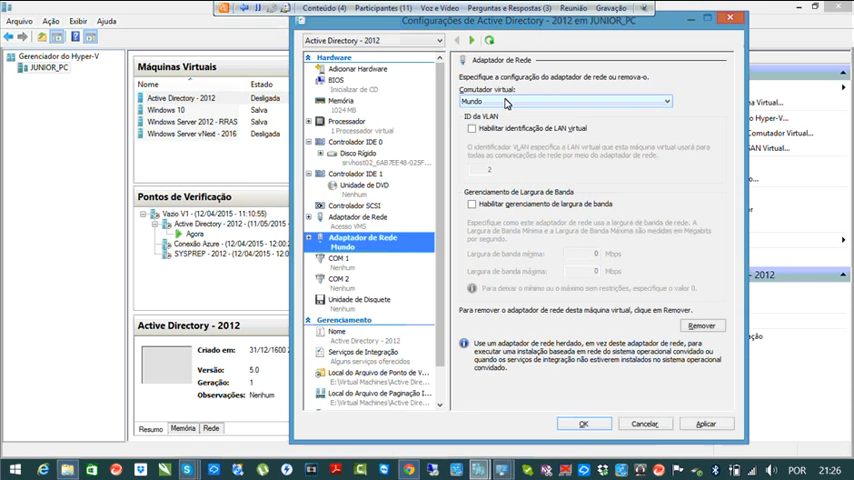 Conteúdo (4) Participantes (11) Voz e Vídeo Perguntas e Respostas (3) Reunião Gravação
Arquivo Ação Exibir Ajuda
Configurações de Active Directory - 2012 em JUNIOR_PC
Gerenciador do Hyper-V
JUNIOR_PC
Máquinas Virtuais
Nome Estado
Active Directory - 2012 Desligada
Windows 10 Salva
Windows Server 2012 - RRAS Salva
Windows Server vNext - 2016 Desligada
Pontos de Verificação
Vazio V1 - (12/04/2015 - 11:10:55)
Active Directory - 2012 - (11/05/201
Agora
Conexão Azure - (12/04/2015 - 12:00:2
SYSPREP - 2012 - (12/04/2015 - 12:2
Active Directory - 2012
Criado em: 31/12/1600
Versão: 5.0
Geração: 1
Observações: Nenhum
Resumo Memória Rede
Active Directory - 2012
Hardware
Adicionar Hardware
BIOS
Inicializar de CD
Memória
1024 MB
Processador
1 Processador virtual
Controlador IDE 0
Disco Rígido
srvhost02_6AB7EE48-025F...
Controlador IDE 1
Unidade de DVD
Nenhum
Controlador SCSI
Adaptador de Rede
Acesso VMS
Adaptador de Rede
Mundo
COM 1
Nenhum
COM 2
Nenhum
Unidade de Disquete
Nenhum
Gerenciamento
Nome
Active Directory - 2012
Serviços de Integração
Alguns serviços oferecidos
Local do Arquivo de Ponto de V...
E:\Virtual Machines\Active Dire...
Local do Arquivo de Paginação I...
E:\Virtual Machines\Active Dire...
Adaptador de Rede
Especifique a configuração do adaptador de rede ou remova-o.
Comutador virtual:
Mundo
ID da VLAN
Habilitar identificação de LAN virtual
O identificador VLAN especifica a LAN virtual que esta máquina virtual usará para
todas as comunicações de rede por meio do adaptador de rede.
2
Gerenciamento de Largura de Banda
Habilitar gerenciamento de largura de banda
Especifique como este adaptador de rede usa a largura de banda de rede. A
Largura de Banda Mínima e a Largura de Banda Máxima são medidas em Megabits
por segundo.
Largura de banda mínima: 0 Mbps
Largura de banda máxima: 0 Mbps
Para deixar o mínimo ou o máximo sem restrições, especifique o valor 0.
Para remover o adaptador de rede desta máquina virtual, clique em Remover.
Remover
Use um adaptador de rede herdado, em vez deste adaptador de rede, para
executar uma instalação baseada em rede do sistema operacional convidado ou
quando os serviços de integração não estiverem instalados no sistema operacional
convidado.
OK Cancelar Aplicar
na Virtual...
Comutador Virtual...
SAN Virtual...
- 2012
POR 21:26